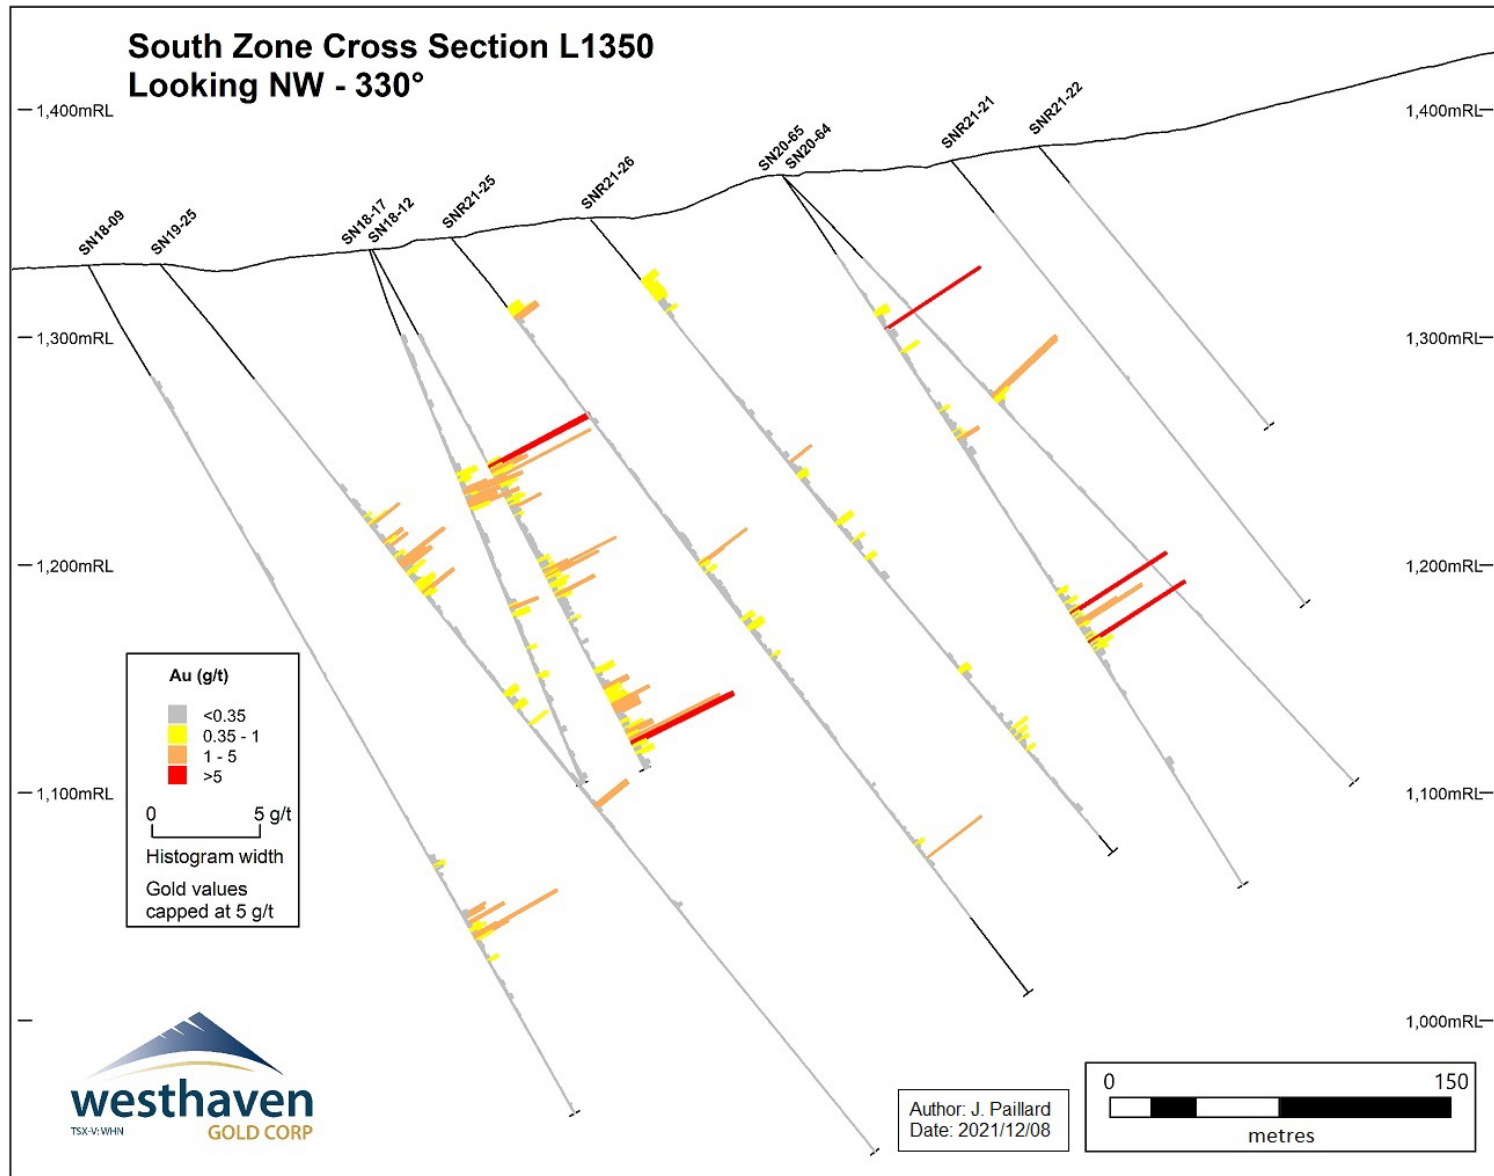 South Zone Cross Section L1350
Looking NW - 330°
1,400mRL
1,400mRL
SN18-09
SN19-25
SN18-17
SN18-12
SNR21-25
SNR21-26
SN20-65
SN20-64
SNR21-21
SNR21-22
1,300mRL
1,300mRL
1,200mRL
1,200mRL
Au (g/t)
<0.35
0.35 - 1
1 - 5
>5
0 5 g/t
Histogram width
Gold values
capped at 5 g/t
1,100mRL
1,100mRL
1,000mRL
westhaven
TSX-V: WHN
GOLD CORP
Author: J. Paillard
Date: 2021/12/08
0 150
metres